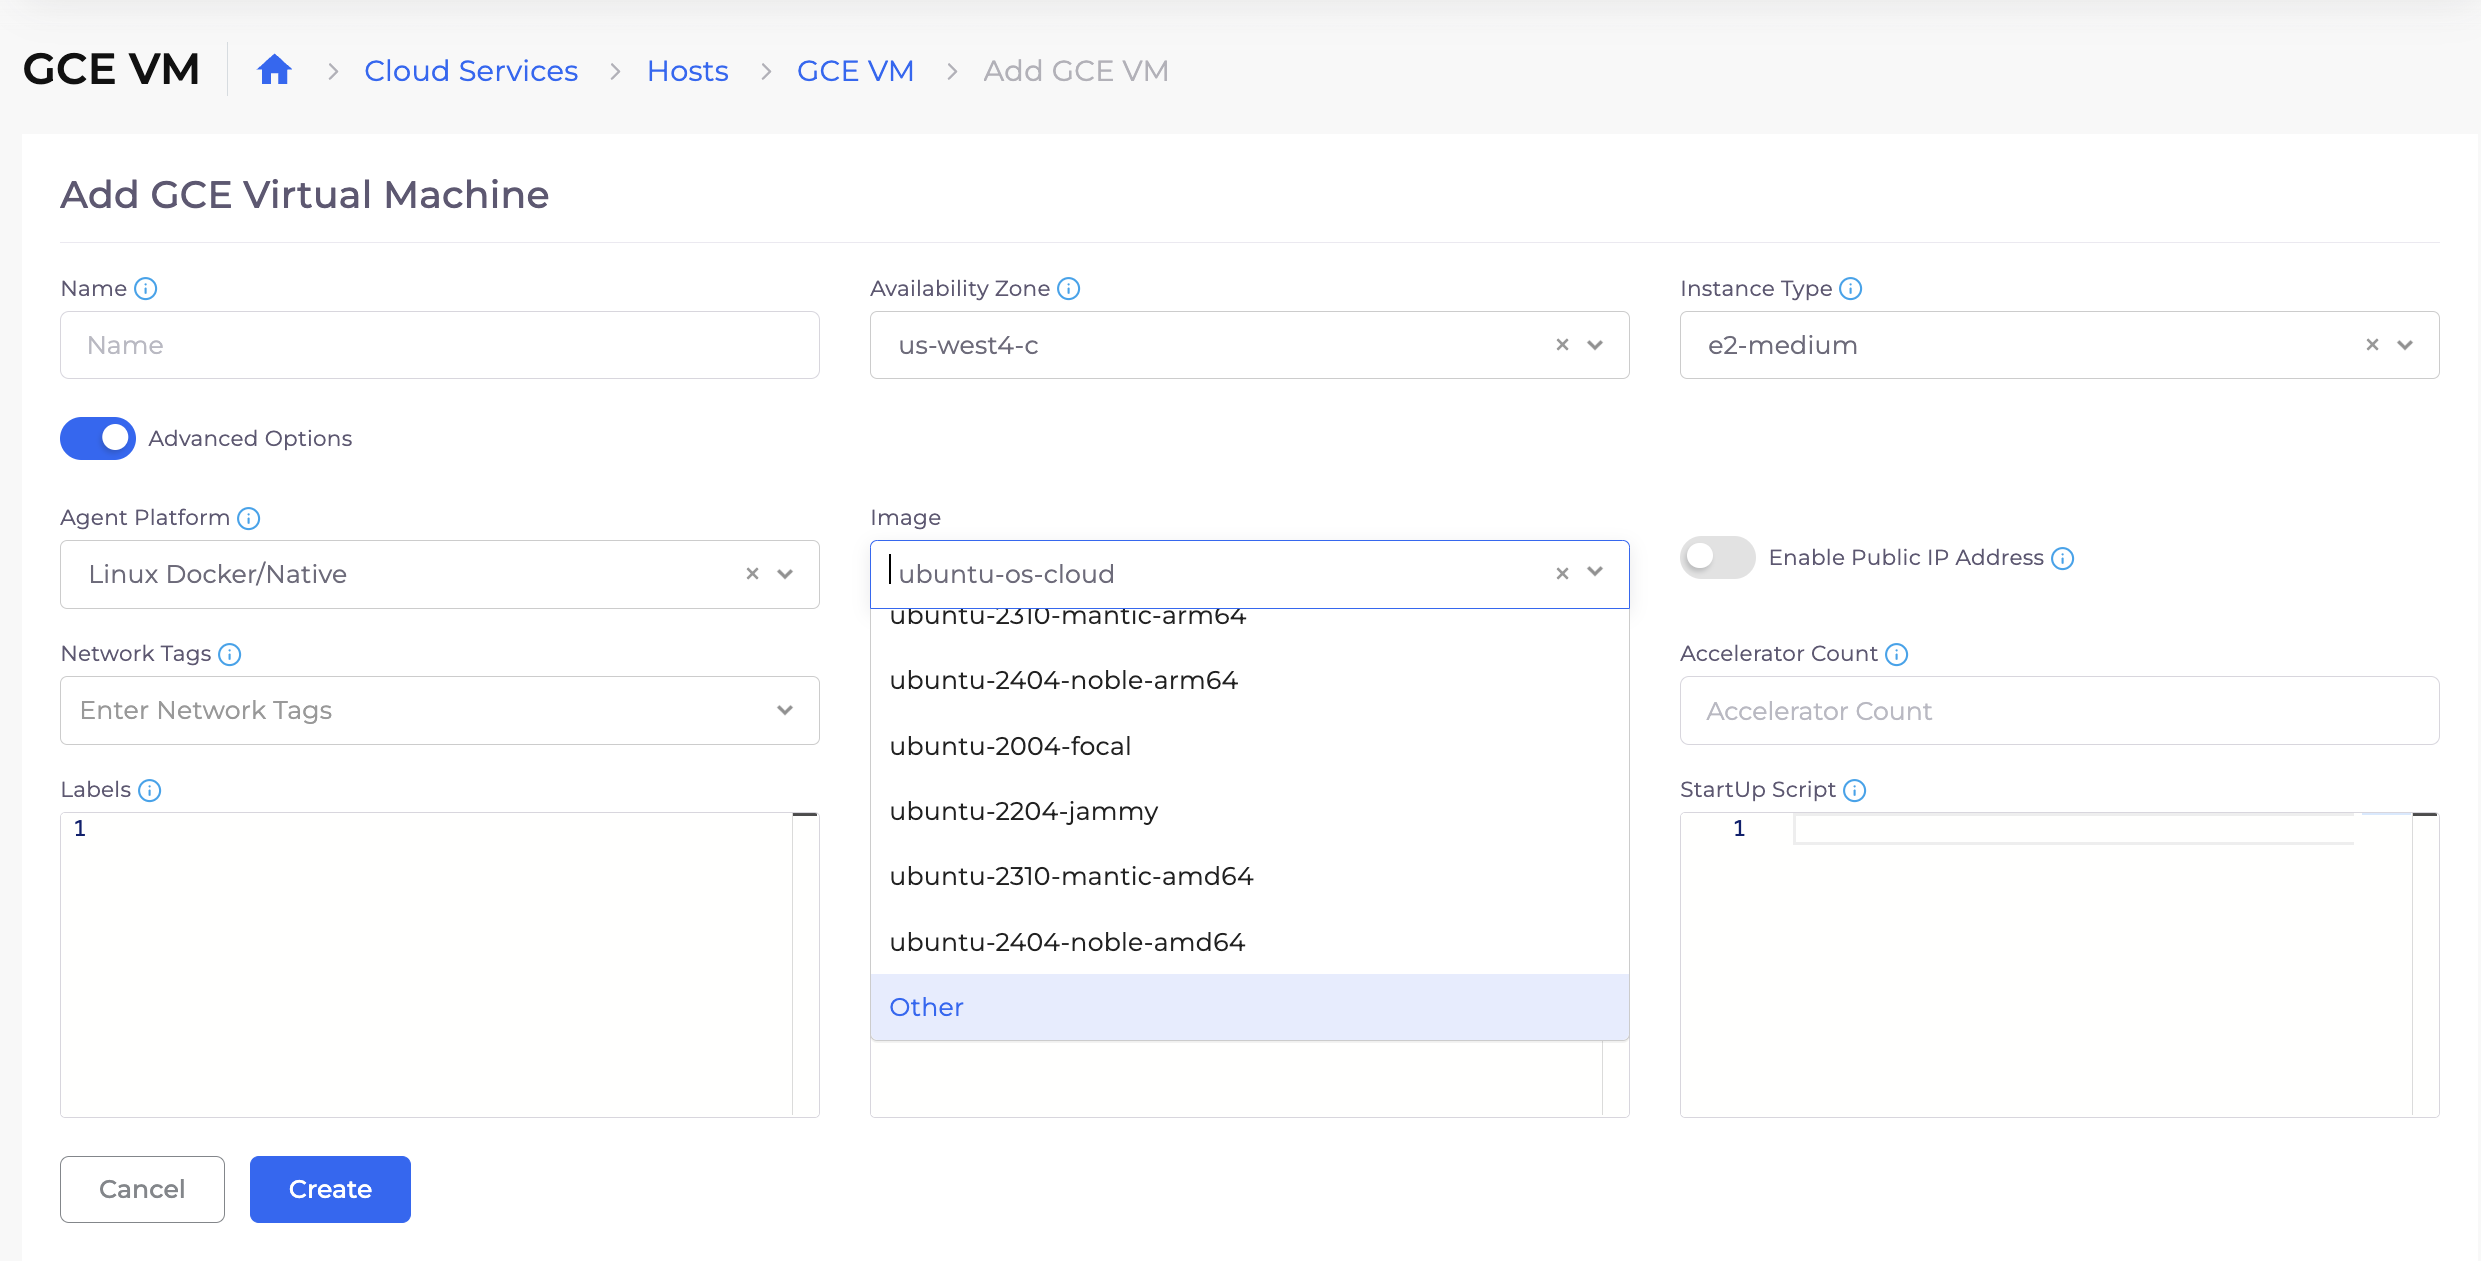 GCE VM
Cloud Services
Hosts
GCE VM
Add GCE VM
Add GCE Virtual Machine
Name
Availability Zone
Instance Type
Name
us-west4-c
e2-medium
Advanced Options
Agent Platform
Image
Linux Docker/Native
ubuntu-os-cloud
Enable Public IP Address
ubuntu-2310-mantic-arm64
ubuntu-2404-noble-arm64
ubuntu-2004-focal
ubuntu-2204-jammy
ubuntu-2310-mantic-amd64
ubuntu-2404-noble-amd64
Other
Network Tags
Enter Network Tags
Accelerator Count
Accelerator Count
Labels
1
StartUp Script
1
Cancel
Create